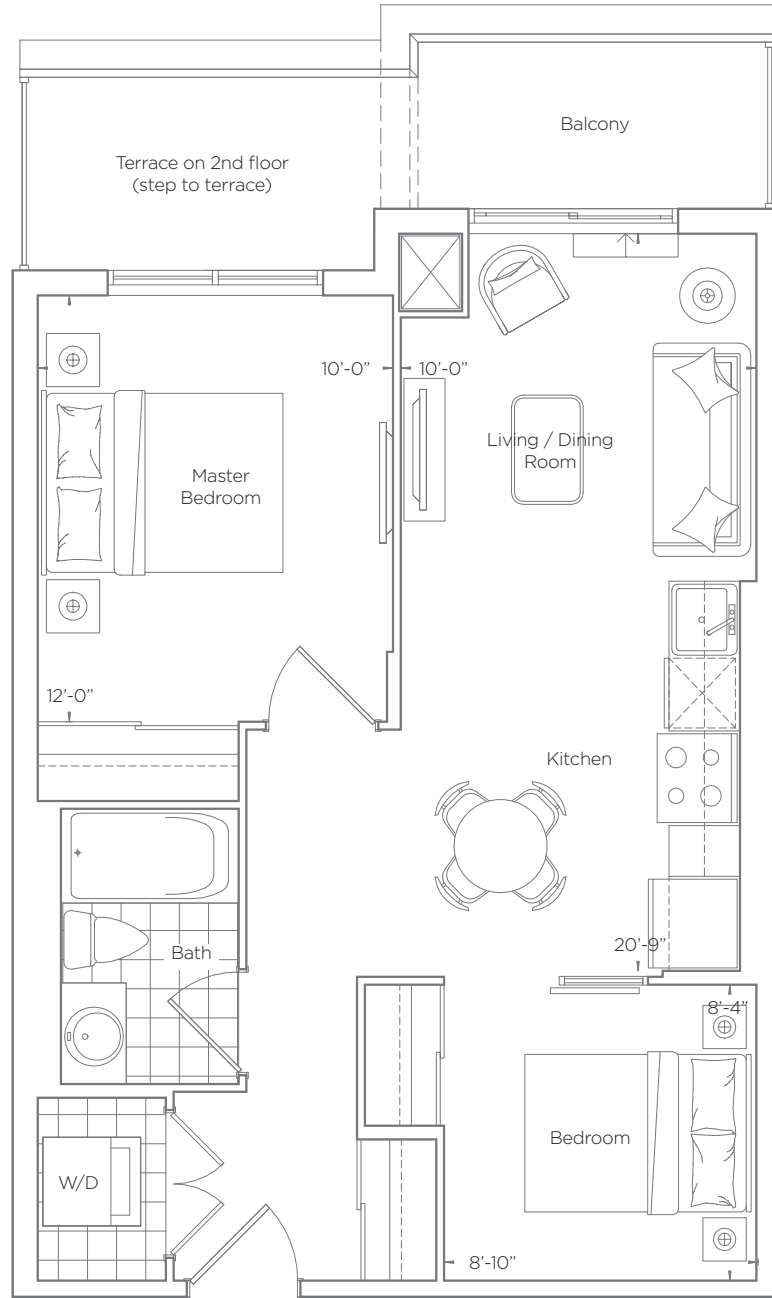 Balcony
Terrace on 2nd floor
(step to terrace)
10'-0”
10'-0”
Living / Dining
Room
Master
Bedroom
12'-0”
Kitchen
Bath
20'-9”
8'-4”
Bedroom
W/D
8'-10”